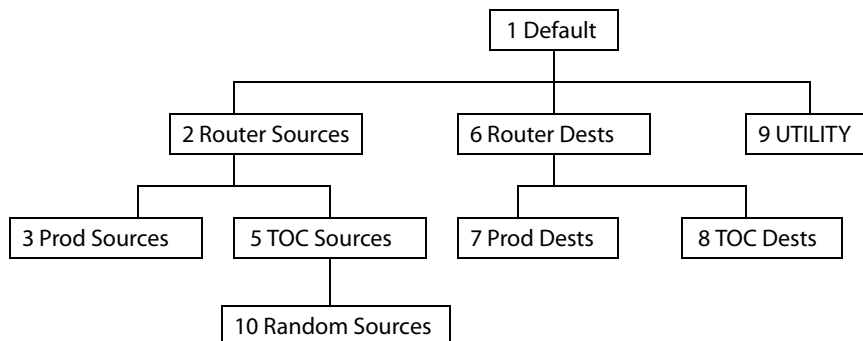 1 Default
2 Router Sources
6 Router Dests
9 UTILITY
3 Prod Sources
5 TOC Sources
7 Prod Dests
8 TOC Dests
10 Random Sources